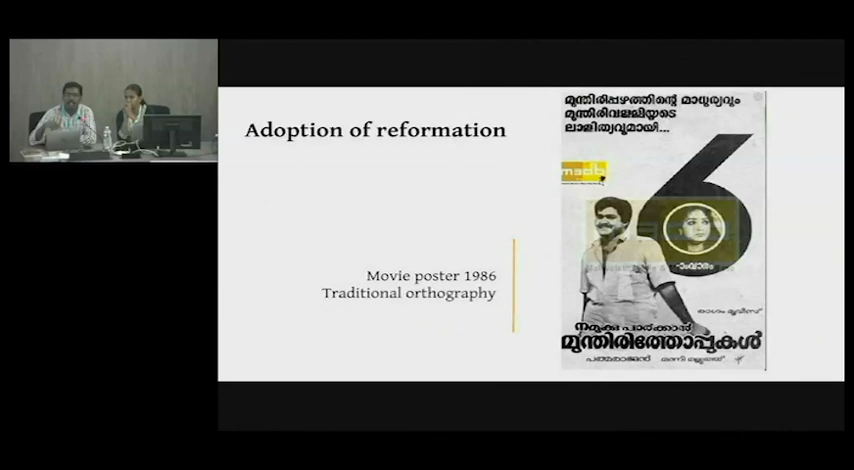 Adoption of reformation
Movie poster 1986
Traditional orthography
മുന്തിരിപ്പഴത്തിന്റെ മാധുര്യവും
മുന്തിരിവള്ളിയുടെ
ലാളിത്യവുമായി...
6
-ാംവാരം
നമുക്കു പാർക്കാൻ
മുന്തിരിത്തോപ്പുകൾ
പത്മരാജൻ